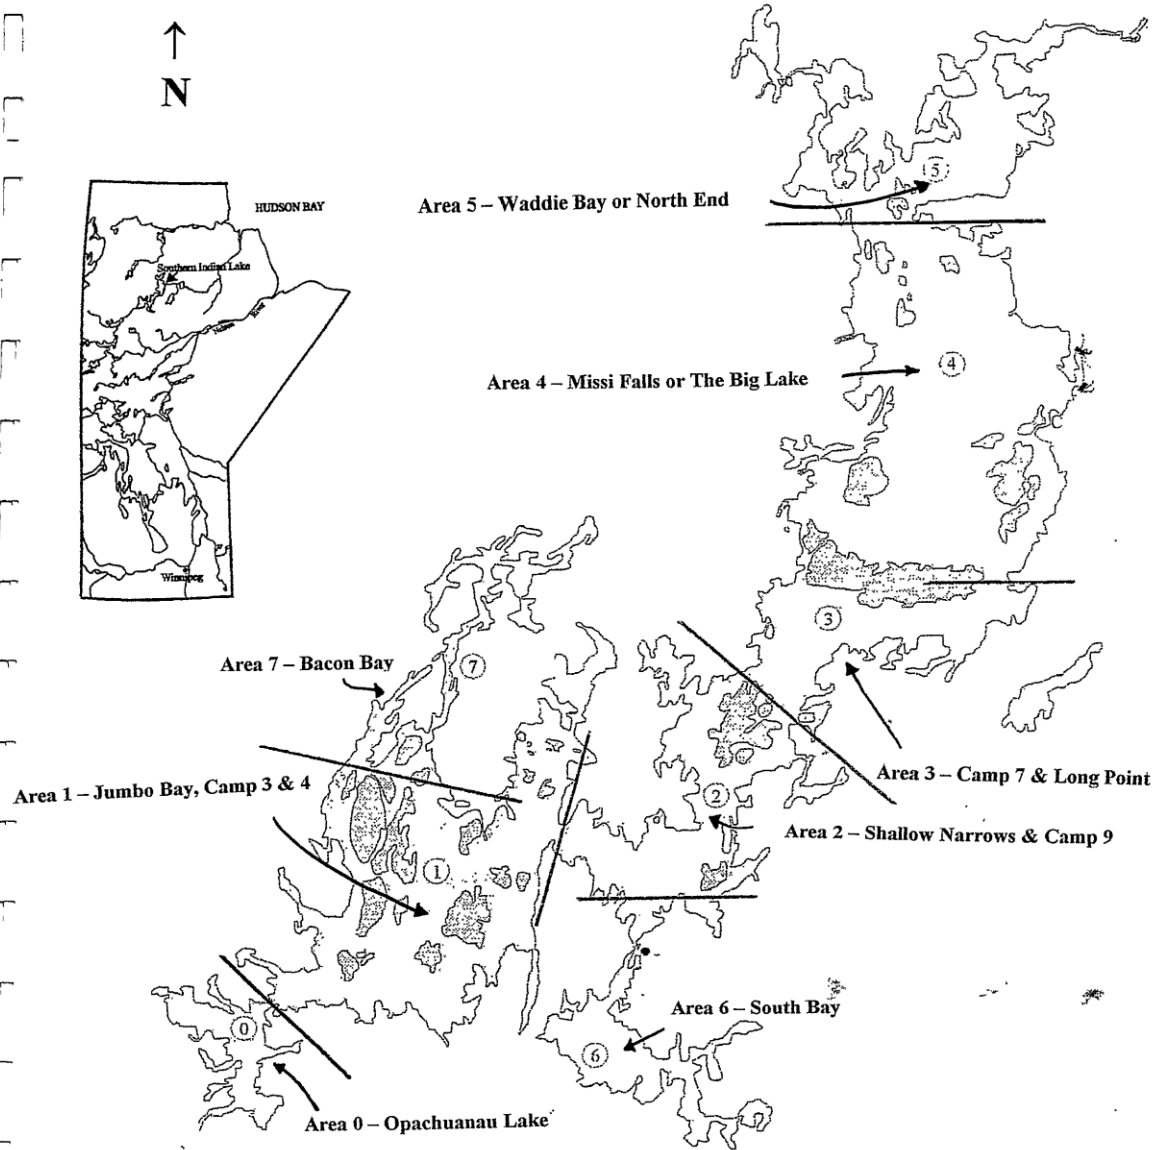 N
HUDSON BAY
Southern Indian Lake
Nelson River
Winnipeg
Area 5 – Waddie Bay or North End
5
Area 4 – Missi Falls or The Big Lake
4
3
Area 7 – Bacon Bay
7
Area 3 – Camp 7 & Long Point
Area 1 – Jumbo Bay, Camp 3 & 4
2
Area 2 – Shallow Narrows & Camp 9
1
Area 6 – South Bay
0
6
Area 0 – Opachuanau Lake